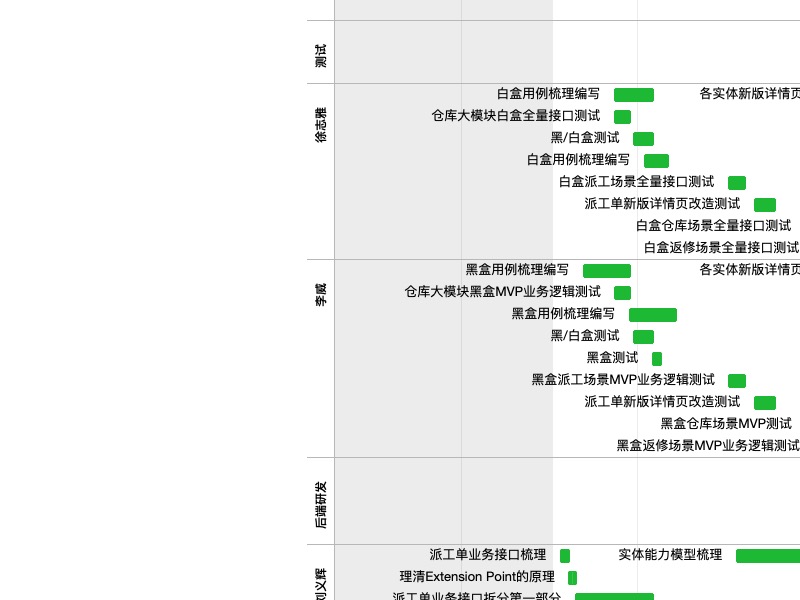 测试
徐志雅
白盒用例梳理编写
各实体新版详情页
仓库大模块白盒全量接口测试
黑/白盒测试
白盒用例梳理编写
白盒派工场景全量接口测试
派工单新版详情页改造测试
白盒仓库场景全量接口测试
白盒返修场景全量接口测试
李威
黑盒用例梳理编写
各实体新版详情页
仓库大模块黑盒MVP业务逻辑测试
黑盒用例梳理编写
黑/白盒测试
黑盒测试
黑盒派工场景MVP业务逻辑测试
派工单新版详情页改造测试
黑盒仓库场景MVP测试
黑盒返修场景MVP业务逻辑测试
后端研发
刘义辉
派工单业务接口梳理
实体能力模型梳理
理清Extension Point的原理
派工单业务接口拆分第一部分